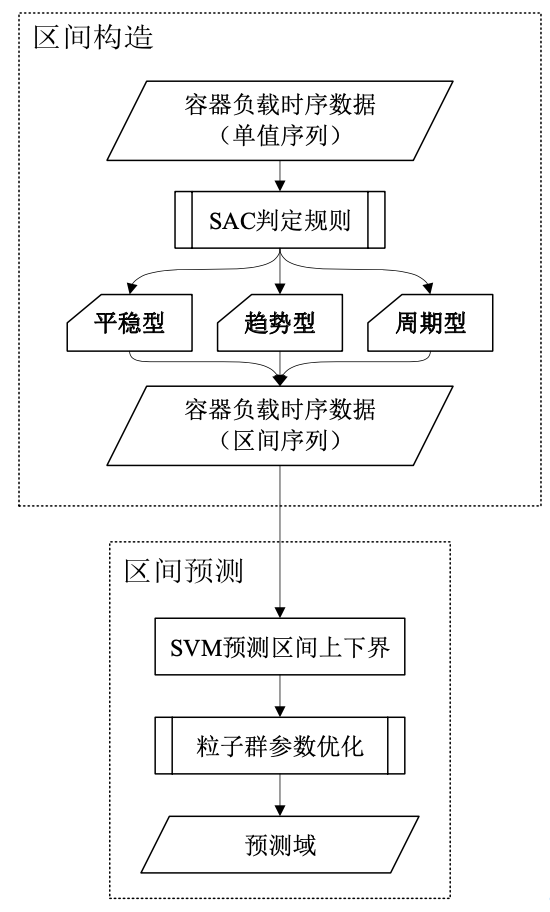 区间构造
容器负载时序数据
（单值序列）
SAC判定规则
平稳型
趋势型
周期型
容器负载时序数据
（区间序列）
区间预测
SVM预测区间上下界
粒子群参数优化
预测域